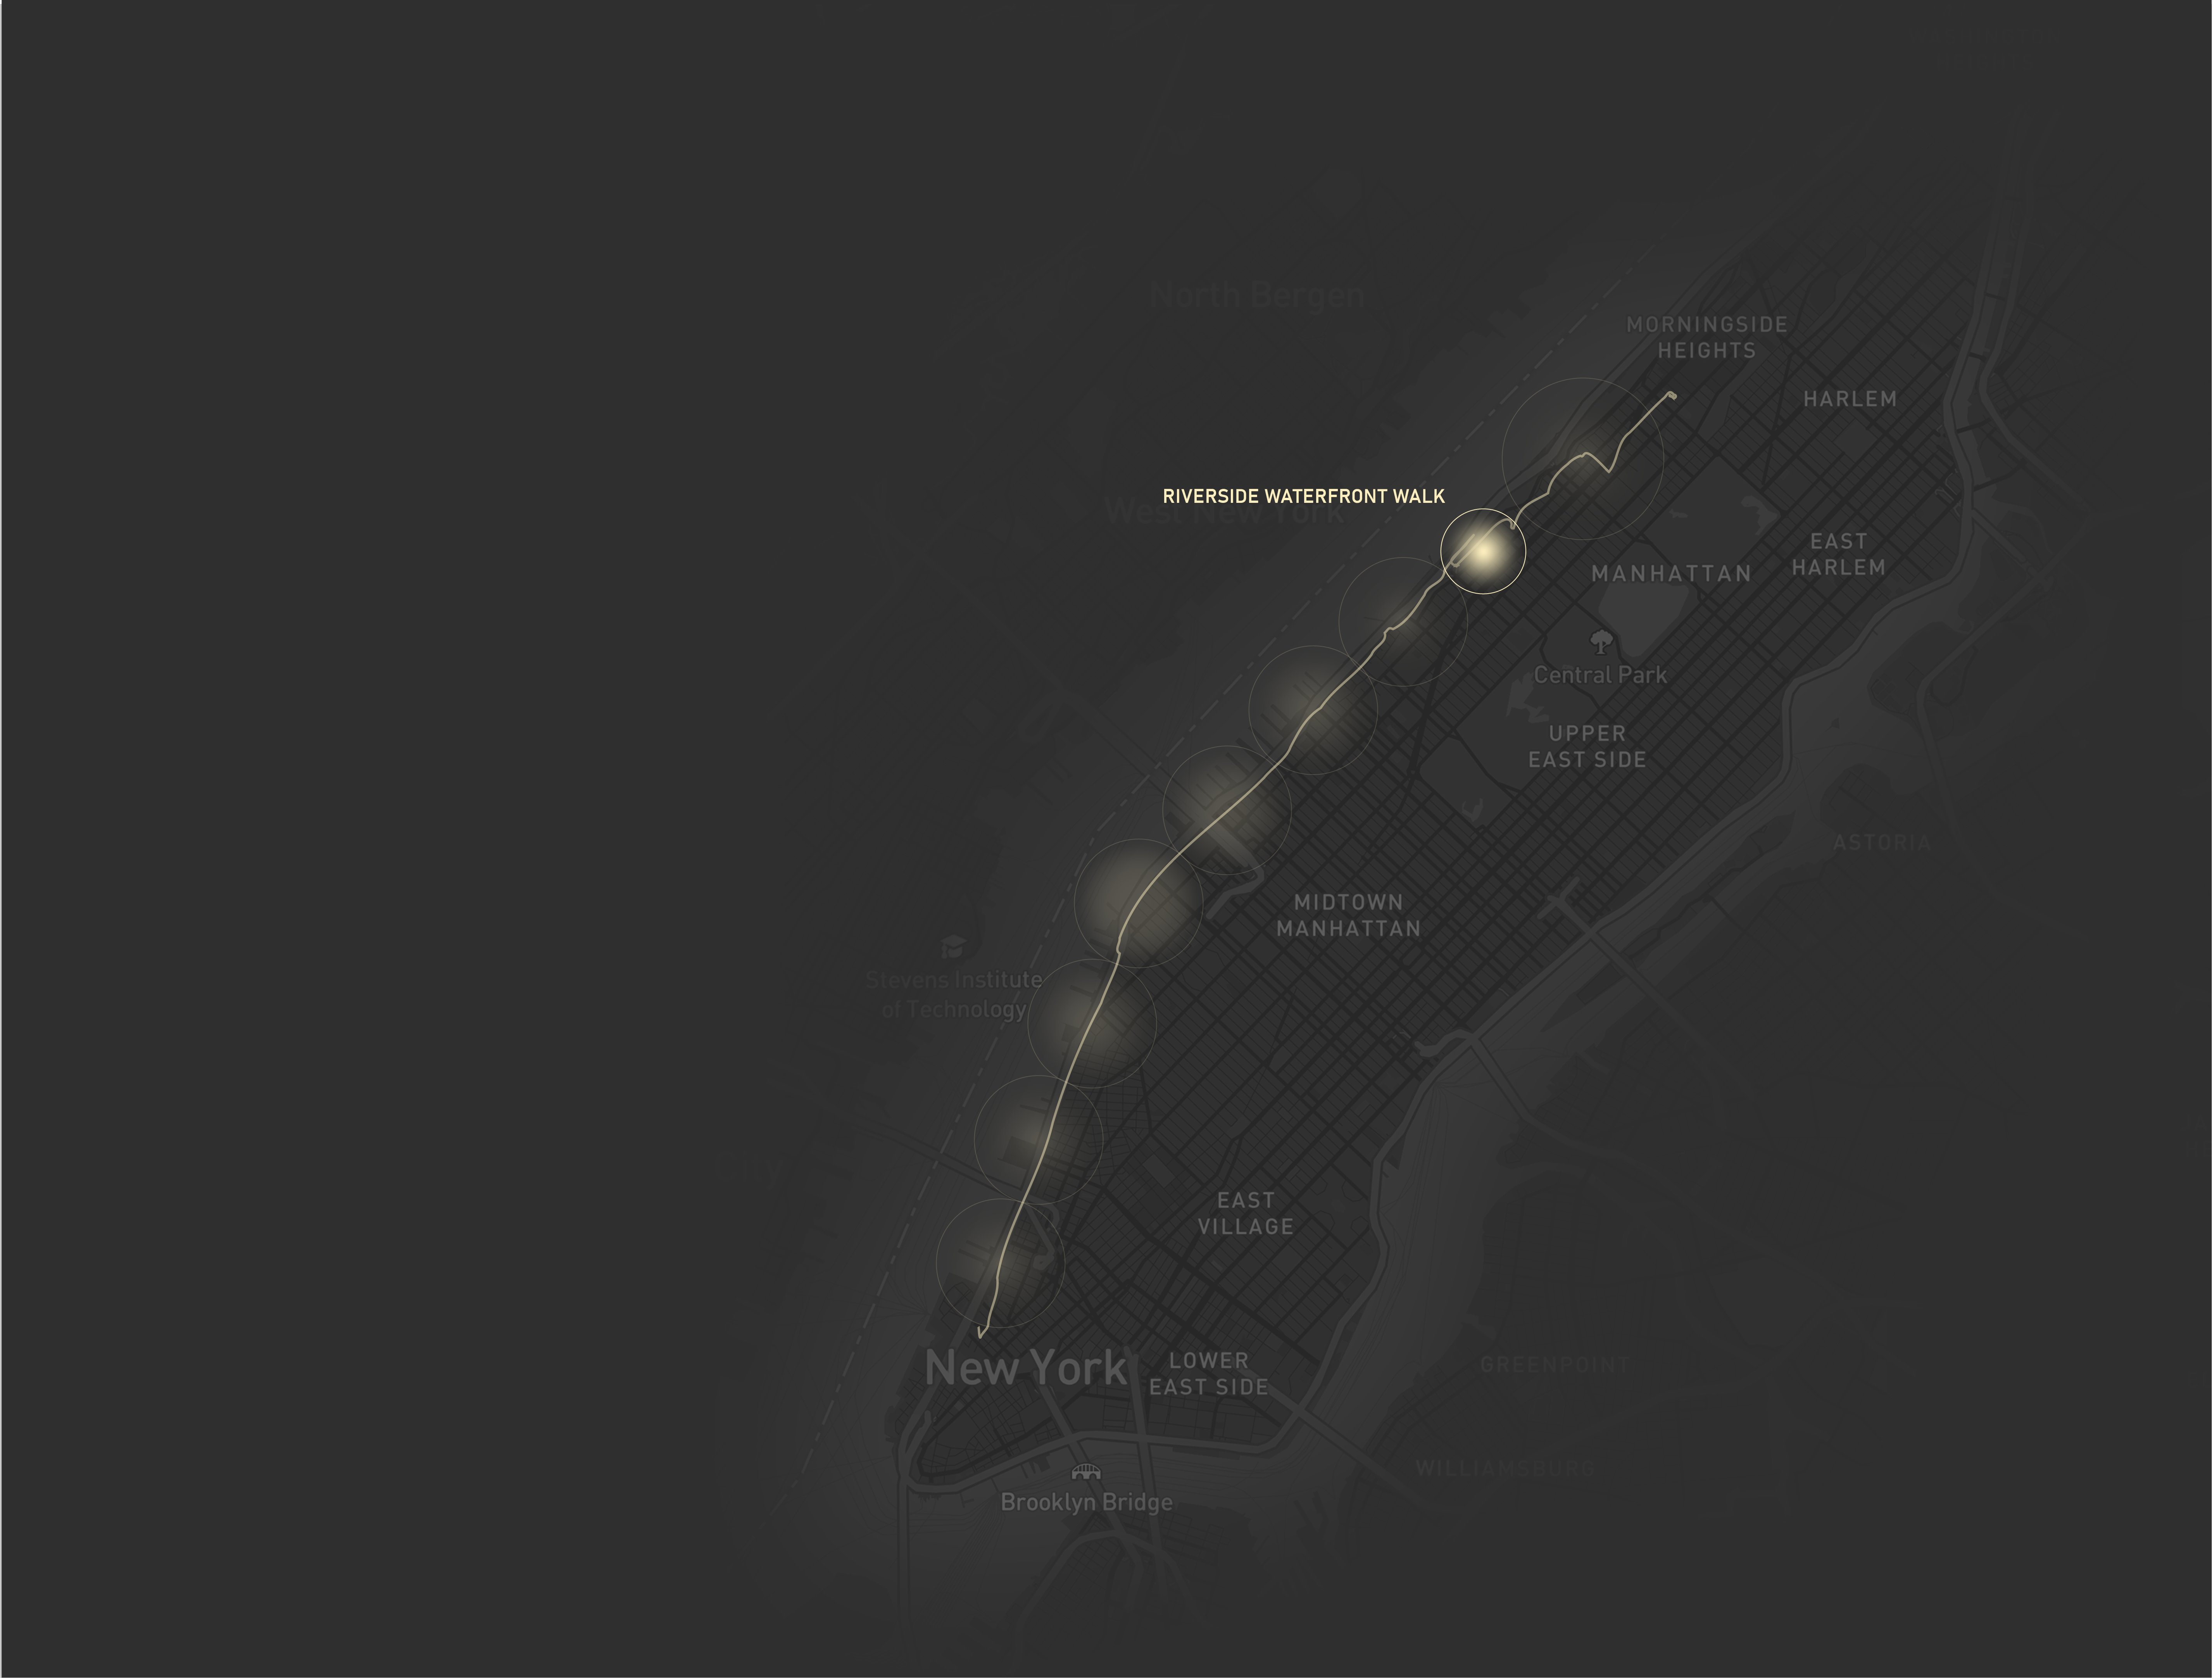 North Bergen
MORNINGSIDE
HEIGHTS
HARLEM
RIVERSIDE WATERFRONT WALK
West New York
EAST
HARLEM
MANHATTAN
Central Park
UPPER
EAST SIDE
ASTORIA
MIDTOWN
MANHATTAN
Stevens Institute
of Technology
EAST
VILLAGE
New York
LOWER
EAST SIDE
GREENPOINT
WILLIAMSBURG
Brooklyn Bridge